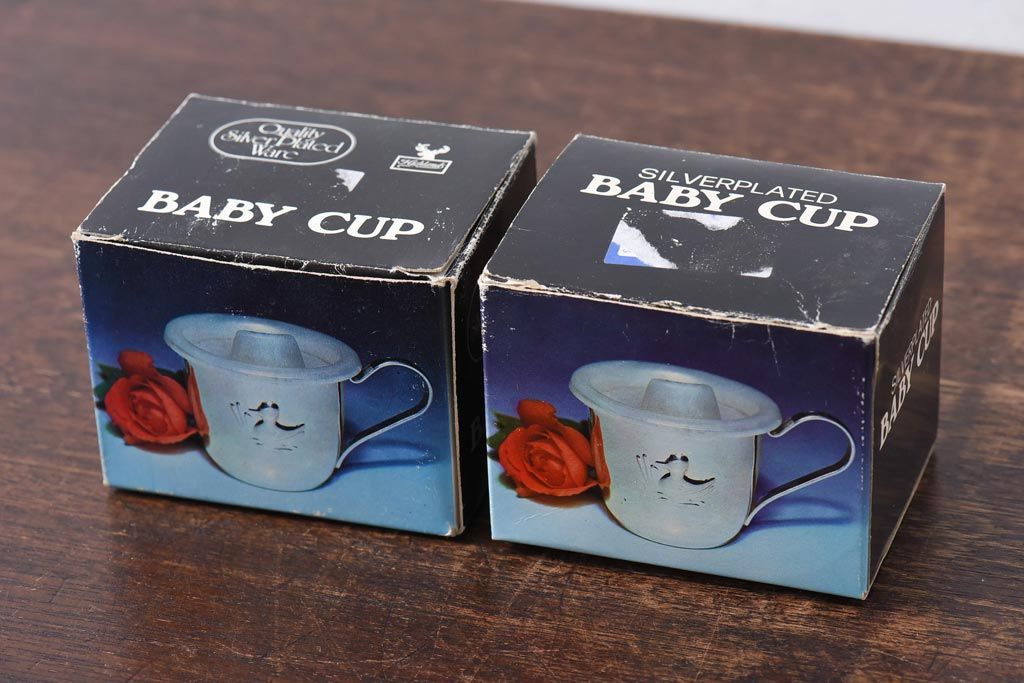 Quality
Silver Plated
Ware
BABY CUP
SILVERPLATED
BABY CUP
SILVERPLATED
BABY CUP